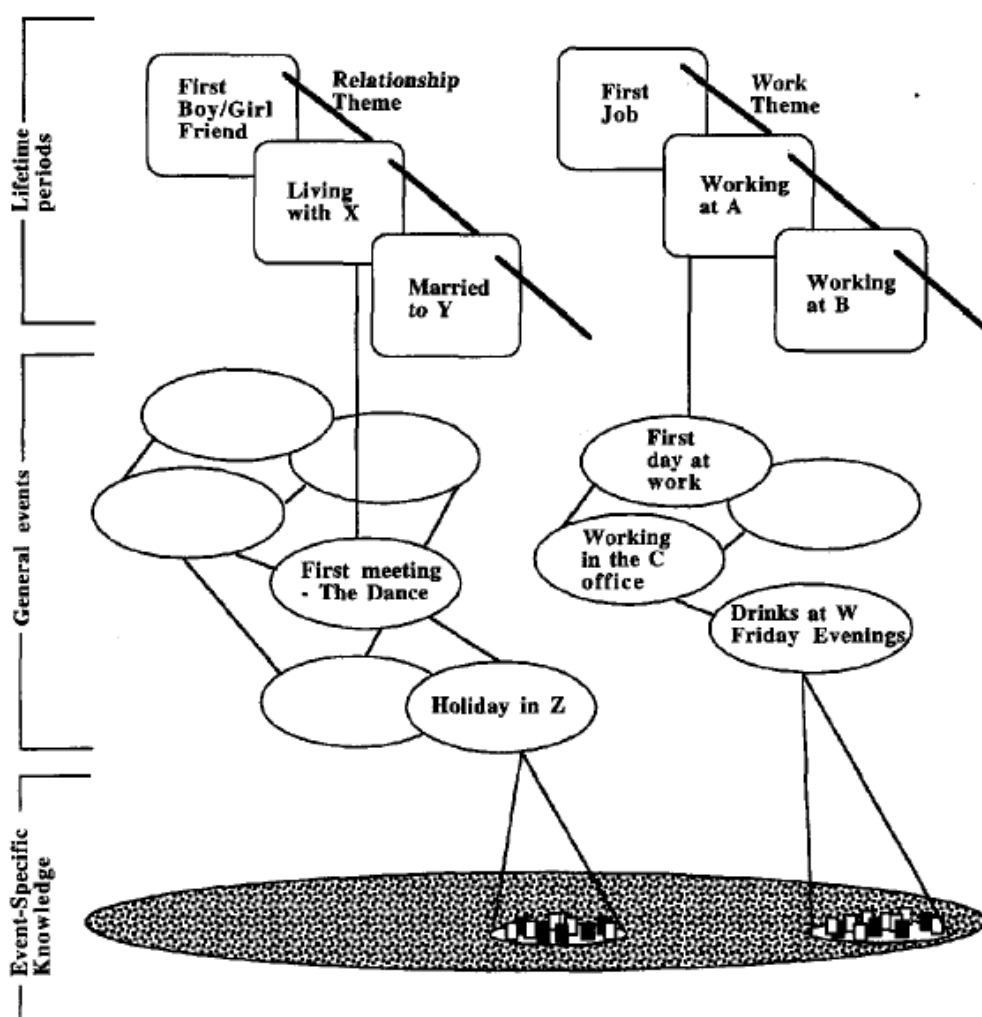 Lifetime
periods
First
Boy/Girl
Friend
Relationship
Theme
Living
with X
Married
to Y
First
Job
Work
Theme
Working
at A
Working
at B
General events
First meeting
- The Dance
Holiday in Z
First
day at
work
Working
in the C
office
Drinks at W
Friday Evenings
Event-Specific
Knowledge